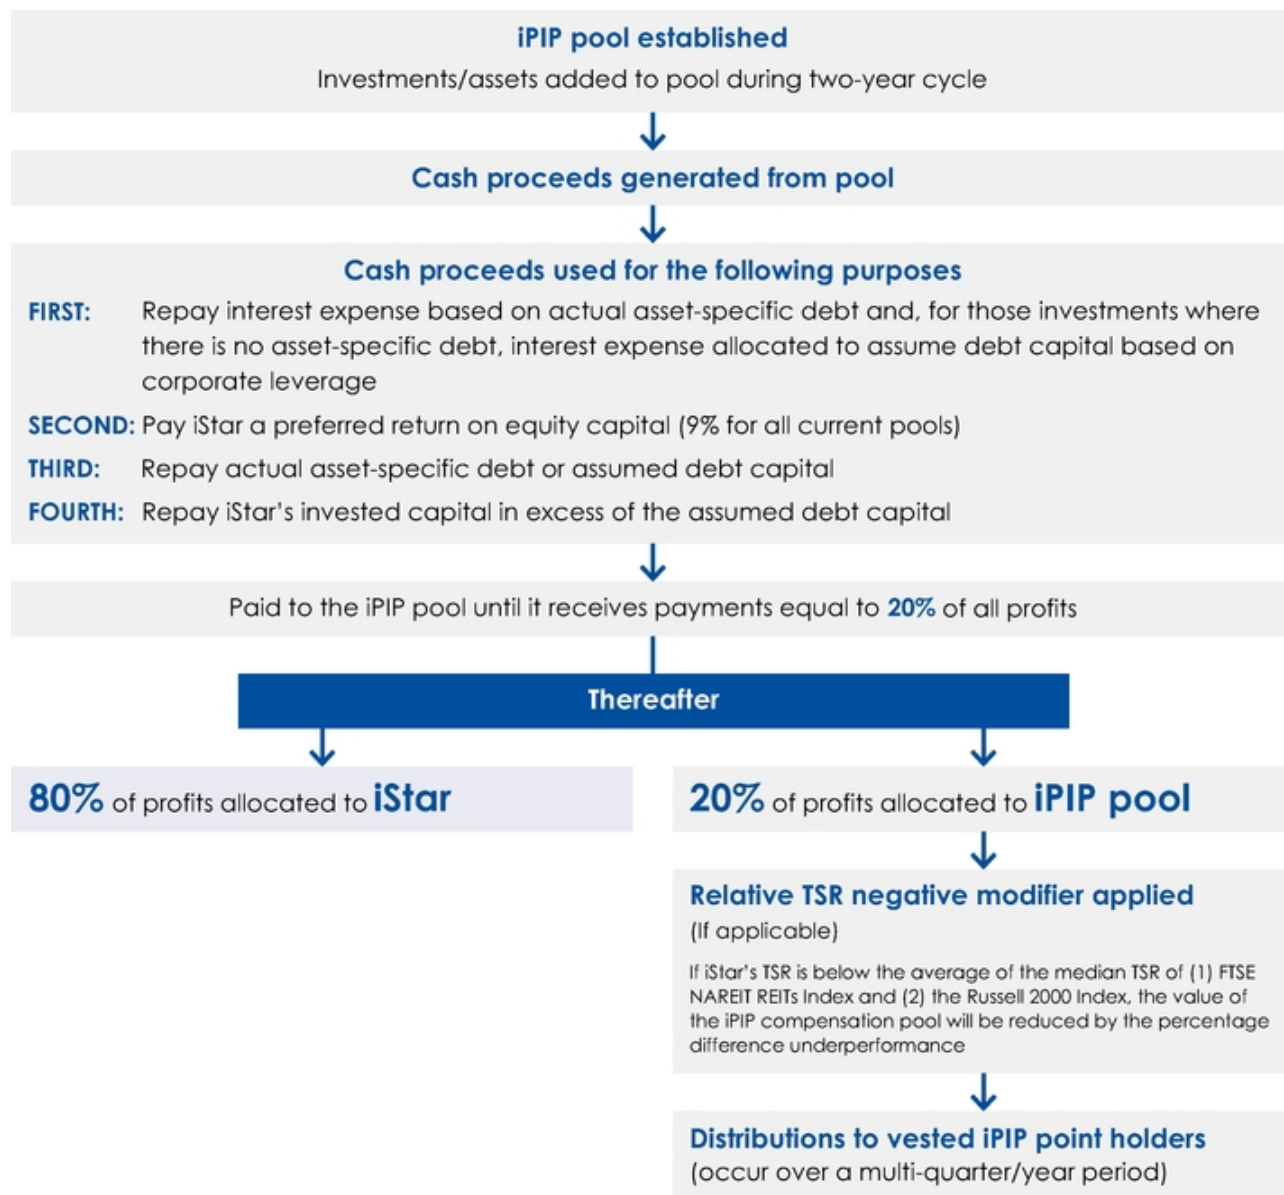 iPIP pool established
Investments/assets added to pool during two-year cycle
Cash proceeds generated from pool
Cash proceeds used for the following purposes
FIRST: Repay interest expense based on actual asset-specific debt and, for those investments where
there is no asset-specific debt, interest expense allocated to assume debt capital based on
corporate leverage
SECOND: Pay iStar a preferred return on equity capital (9% for all current pools)
THIRD: Repay actual asset-specific debt or assumed debt capital
FOURTH: Repay iStar's invested capital in excess of the assumed debt capital
Paid to the iPIP pool until it receives payments equal to 20% of all profits
Thereafter
80% of profits allocated to iStar
20% of profits allocated to iPIP pool
Relative TSR negative modifier applied
(If applicable)
If iStar's TSR is below the average of the median TSR of (1) FTSE
NAREIT REITs Index and (2) the Russell 2000 Index, the value of
the iPIP compensation pool will be reduced by the percentage
difference underperformance
Distributions to vested iPIP point holders
(occur over a multi-quarter/year period)